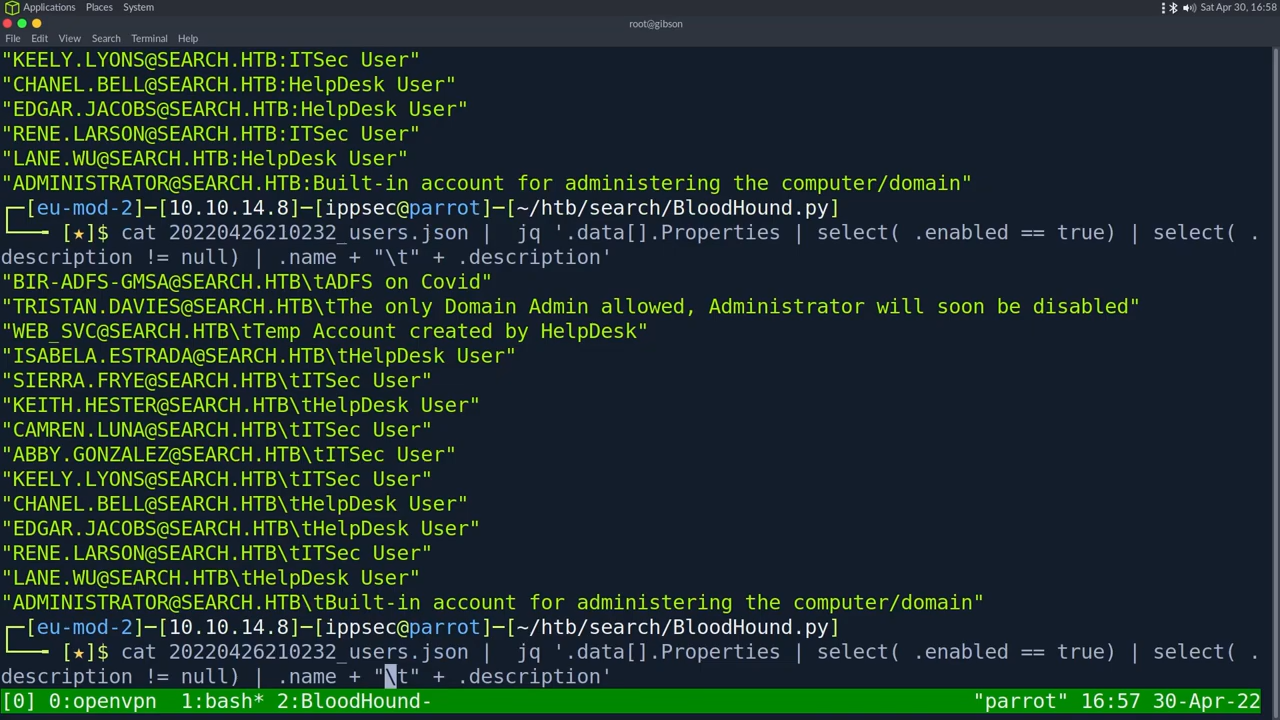 Applications Places System Sat Apr 30, 16:58
root@gibson
File Edit View Search Terminal Help
"KEELY.LYONS@SEARCH.HTB:ITSec User"
"CHANEL.BELL@SEARCH.HTB:HelpDesk User"
"EDGAR.JACOBS@SEARCH.HTB:HelpDesk User"
"RENE.LARSON@SEARCH.HTB:ITSec User"
"LANE.WU@SEARCH.HTB:HelpDesk User"
"ADMINISTRATOR@SEARCH.HTB:Built-in account for administering the computer/domain"
┌─[eu-mod-2]─[10.10.14.8]─[ippsec@parrot]─[~/htb/search/BloodHound.py]
└── [★]$ cat 20220426210232_users.json |  jq '.data[].Properties | select( .enabled == true) | select( .
description != null) | .name + "\t" + .description'
"BIR-ADFS-GMSA@SEARCH.HTB\tADFS on Covid"
"TRISTAN.DAVIES@SEARCH.HTB\tThe only Domain Admin allowed, Administrator will soon be disabled"
"WEB_SVC@SEARCH.HTB\tTemp Account created by HelpDesk"
"ISABELA.ESTRADA@SEARCH.HTB\tHelpDesk User"
"SIERRA.FRYE@SEARCH.HTB\tITSec User"
"KEITH.HESTER@SEARCH.HTB\tHelpDesk User"
"CAMREN.LUNA@SEARCH.HTB\tITSec User"
"ABBY.GONZALEZ@SEARCH.HTB\tITSec User"
"KEELY.LYONS@SEARCH.HTB\tITSec User"
"CHANEL.BELL@SEARCH.HTB\tHelpDesk User"
"EDGAR.JACOBS@SEARCH.HTB\tHelpDesk User"
"RENE.LARSON@SEARCH.HTB\tITSec User"
"LANE.WU@SEARCH.HTB\tHelpDesk User"
"ADMINISTRATOR@SEARCH.HTB\tBuilt-in account for administering the computer/domain"
┌─[eu-mod-2]─[10.10.14.8]─[ippsec@parrot]─[~/htb/search/BloodHound.py]
└── [★]$ cat 20220426210232_users.json |  jq '.data[].Properties | select( .enabled == true) | select( .
description != null) | .name + "\t" + .description'
[0] 0:openvpn  1:bash* 2:BloodHound- "parrot" 16:57 30-Apr-22